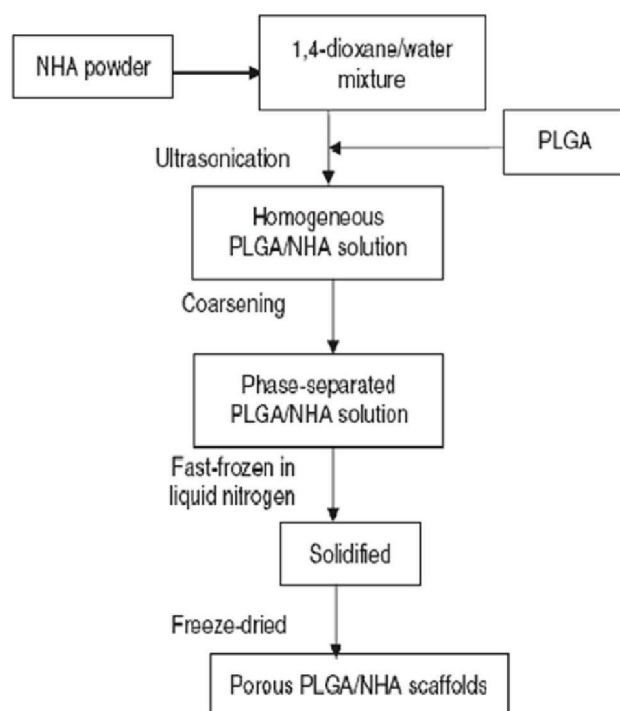 NHA powder
1,4-dioxane/water
mixture
PLGA
Ultrasonication
Homogeneous
PLGA/NHA solution
Coarsening
Phase-separated
PLGA/NHA solution
Fast-frozen in
liquid nitrogen
Solidified
Freeze-dried
Porous PLGA/NHA scaffolds